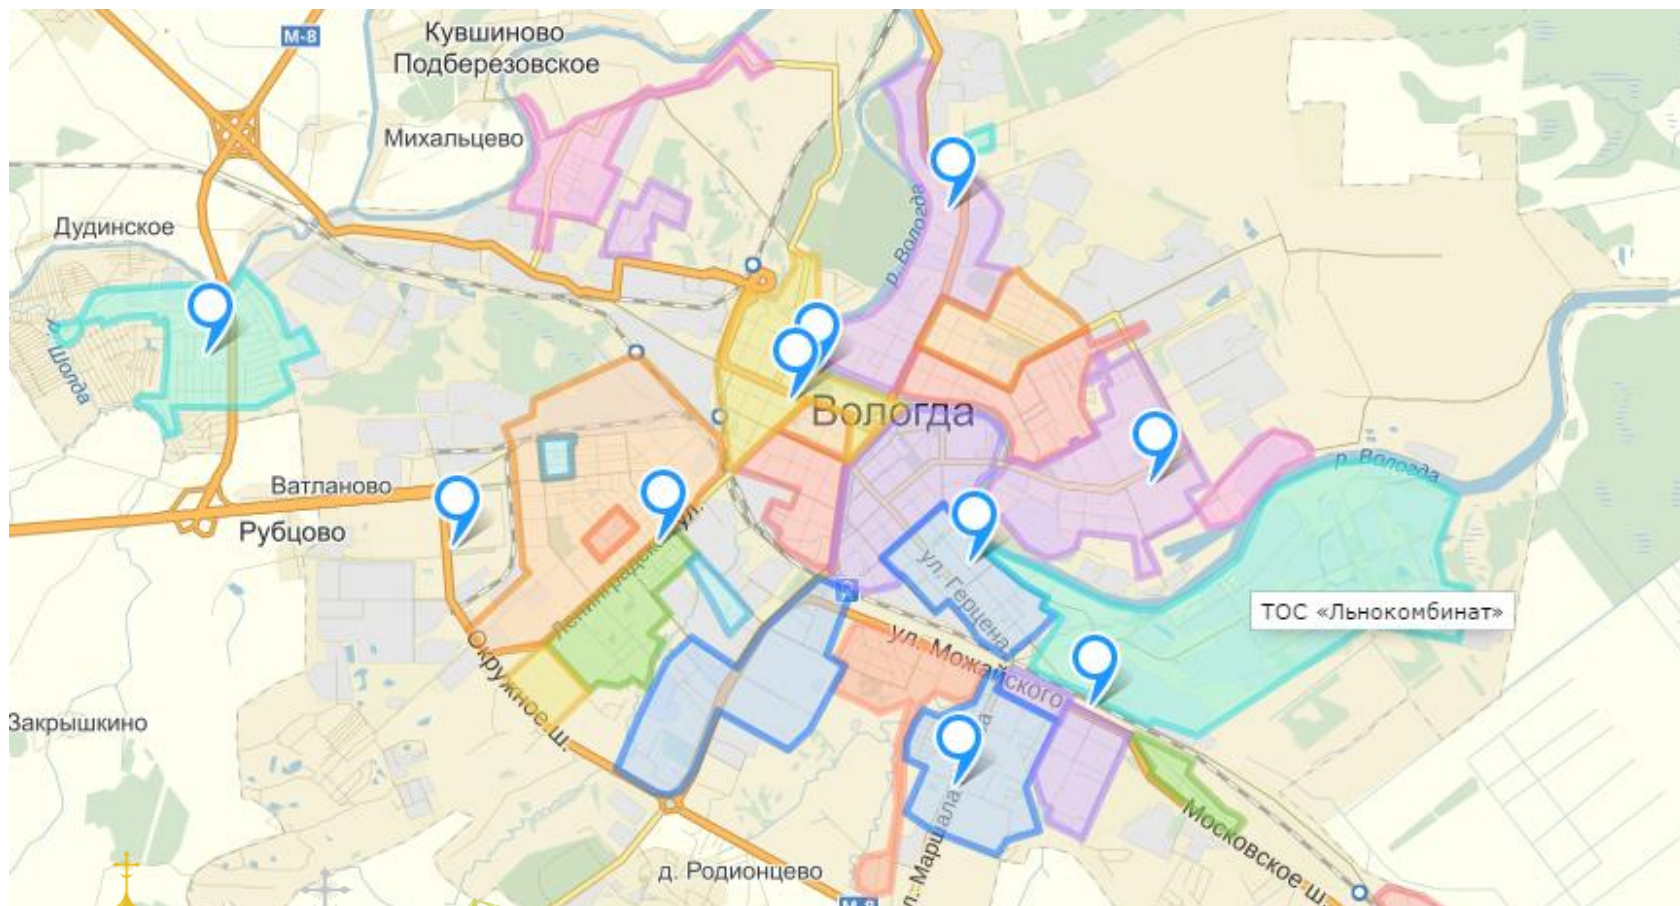 М-8
Кувшиново
Подберезовское
Михальцево
Дудинское
р. Вологда
р. Шолда
Вологда
р. Вологда
Ватланово
Рубцово
Ленинградская ул.
ул. Герцена
ТОС «Льнокомбинат»
ул. Можайского
Окружное ш.
Закрышкино
Московское ш.
д. Родионцево
М-8